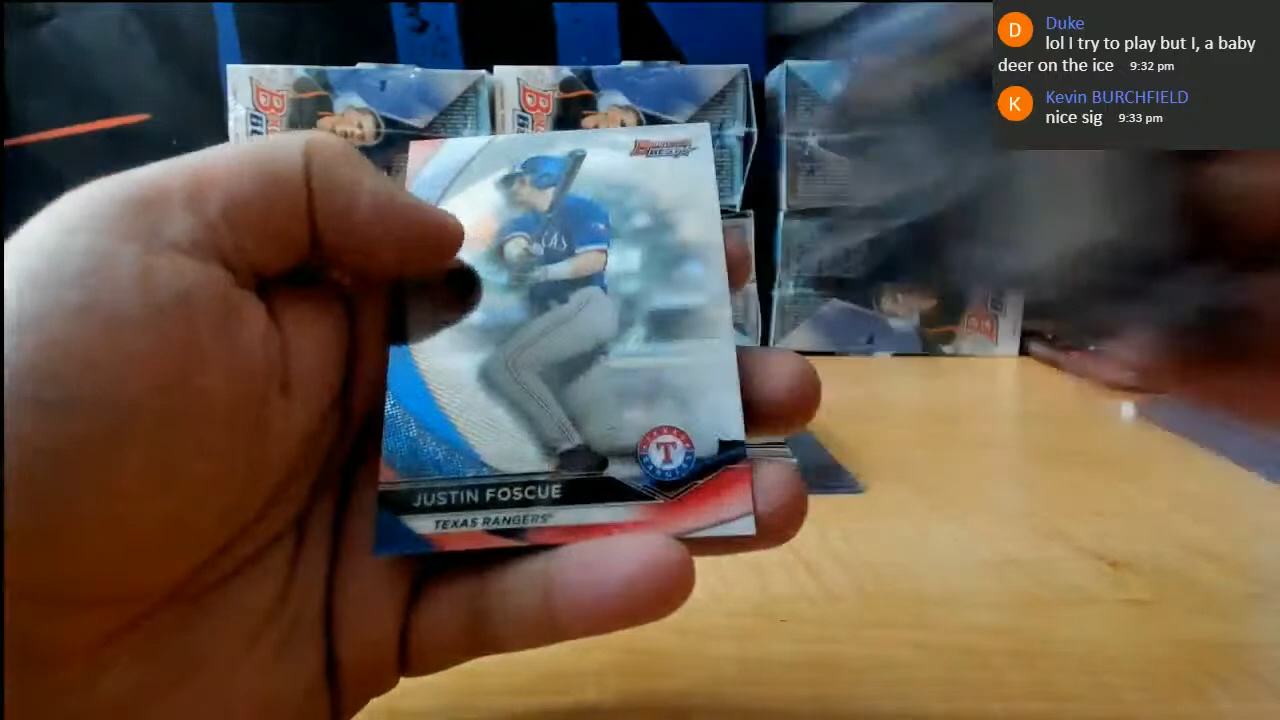 Duke
lol I try to play but I, a baby
deer on the ice 9:32 pm
Kevin BURCHFIELD
nice sig 9:33 pm
D
K
BEST
CAS
T
JUSTIN FOSCUE
TEXAS RANGERS